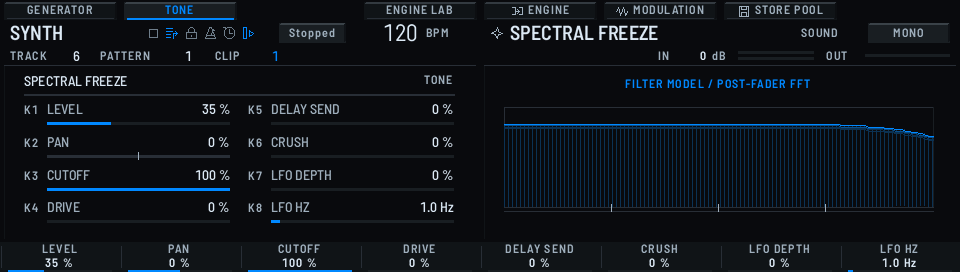 GENERATOR TONE ENGINE LAB ENGINE MODULATION STORE POOL
SYNTH Stopped 120 BPM SPECTRAL FREEZE SOUND MONO
TRACK 6 PATTERN 1 CLIP 1 IN 0 dB OUT
SPECTRAL FREEZE TONE
FILTER MODEL / POST-FADER FFT
K1 LEVEL 35 % K5 DELAY SEND 0 %
K2 PAN 0 % K6 CRUSH 0 %
K3 CUTOFF 100 % K7 LFO DEPTH 0 %
K4 DRIVE 0 % K8 LFO HZ 1.0 Hz
LEVEL PAN CUTOFF DRIVE DELAY SEND CRUSH LFO DEPTH LFO HZ
35 % 0 % 100 % 0 % 0 % 0 % 0 % 1.0 Hz